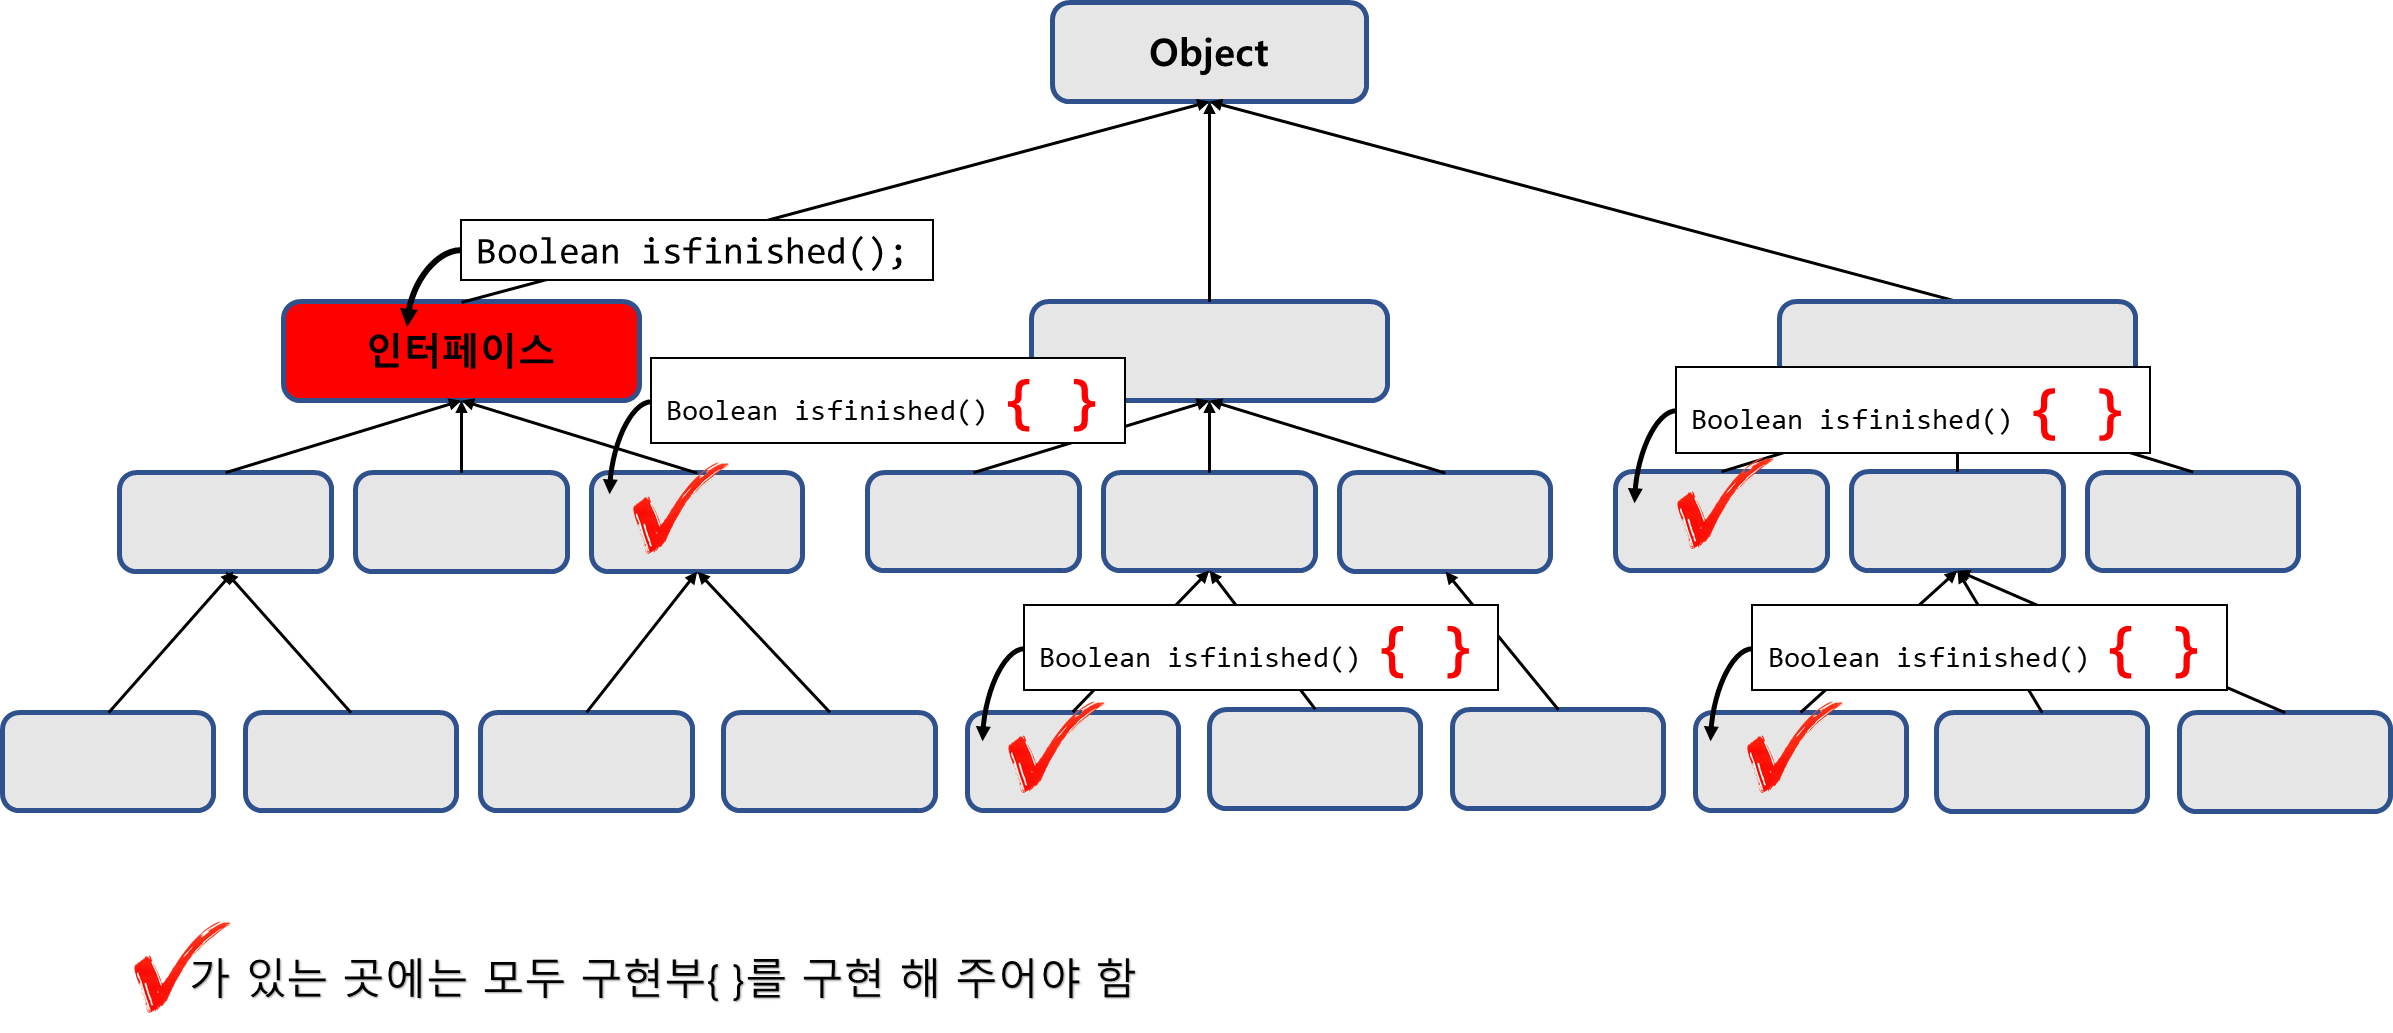 Object
Boolean isfinished();
인터페이스
Boolean isfinished() { }
Boolean isfinished() { }
Boolean isfinished() { }
Boolean isfinished() { }
가 있는 곳에는 모두 구현부{ }를 구현 해 주어야 함